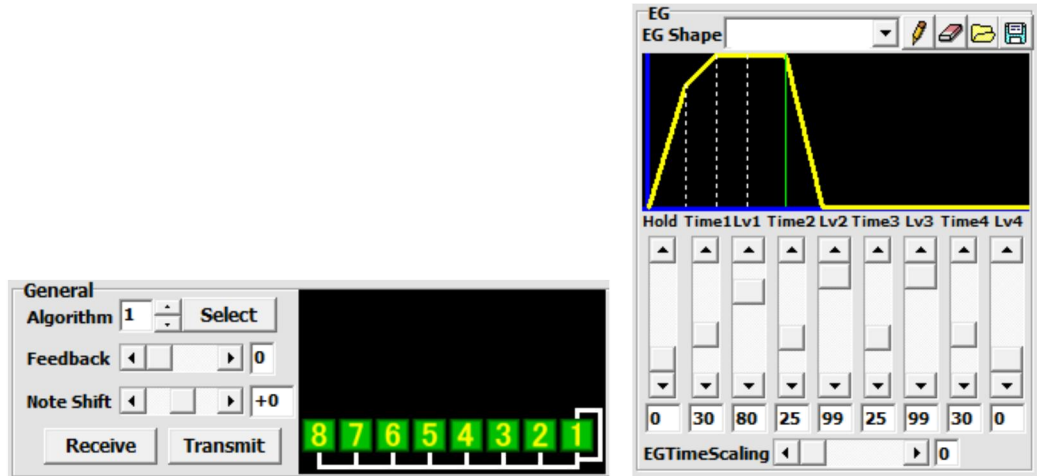 General
Algorithm 1 Select
Feedback 0
Note Shift +0
Receive Transmit
8 7 6 5 4 3 2 1
EG
EG Shape
Hold Time1 Lv1 Time2 Lv2 Time3 Lv3 Time4 Lv4
0 30 80 25 99 25 99 30 0
EGTimeScaling 0